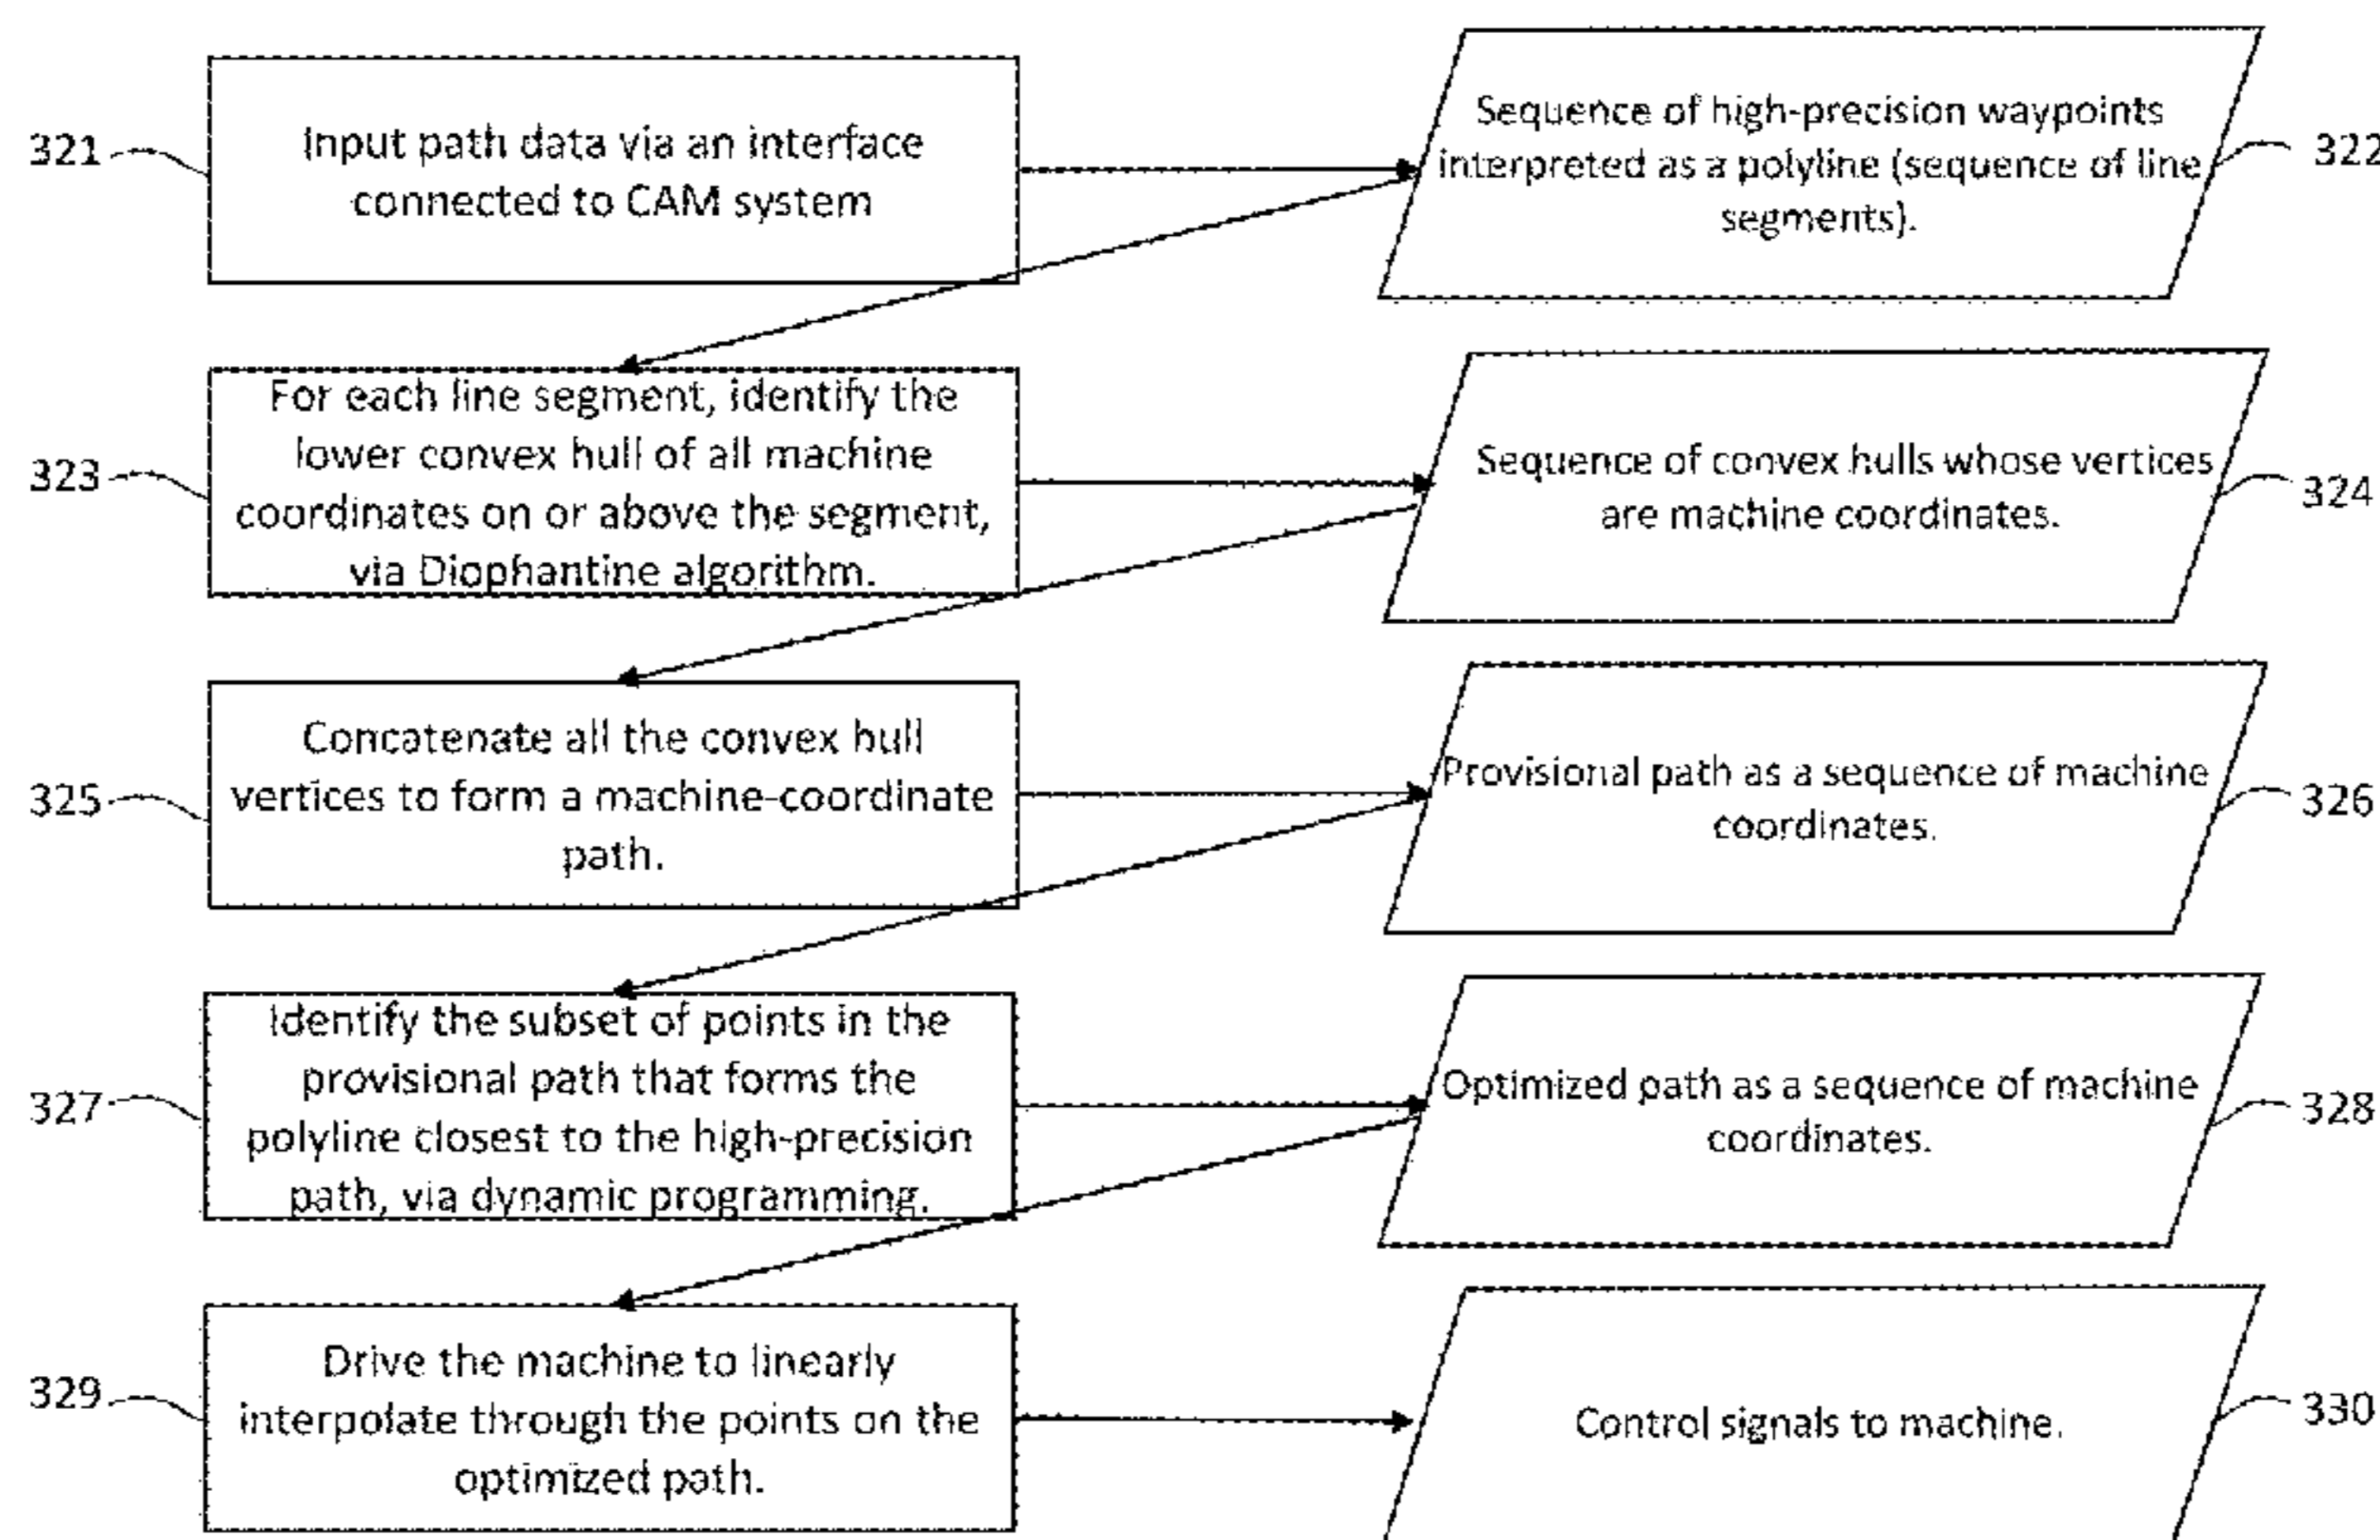 321
Input path data via an interface
connected to CAM system
Sequence of high-precision waypoints
interpreted as a polyline (sequence of line
segments).
322
323
For each line segment, identify the
lower convex hull of all machine
coordinates on or above the segment,
via Diophantine algorithm.
Sequence of convex hulls whose vertices
are machine coordinates.
324
325
Concatenate all the convex hull
vertices to form a machine-coordinate
path.
Provisional path as a sequence of machine
coordinates.
326
327
Identify the subset of points in the
provisional path that forms the
polyline closest to the high-precision
path, via dynamic programming.
Optimized path as a sequence of machine
coordinates.
328
329
Drive the machine to linearly
interpolate through the points on the
optimized path.
Control signals to machine.
330